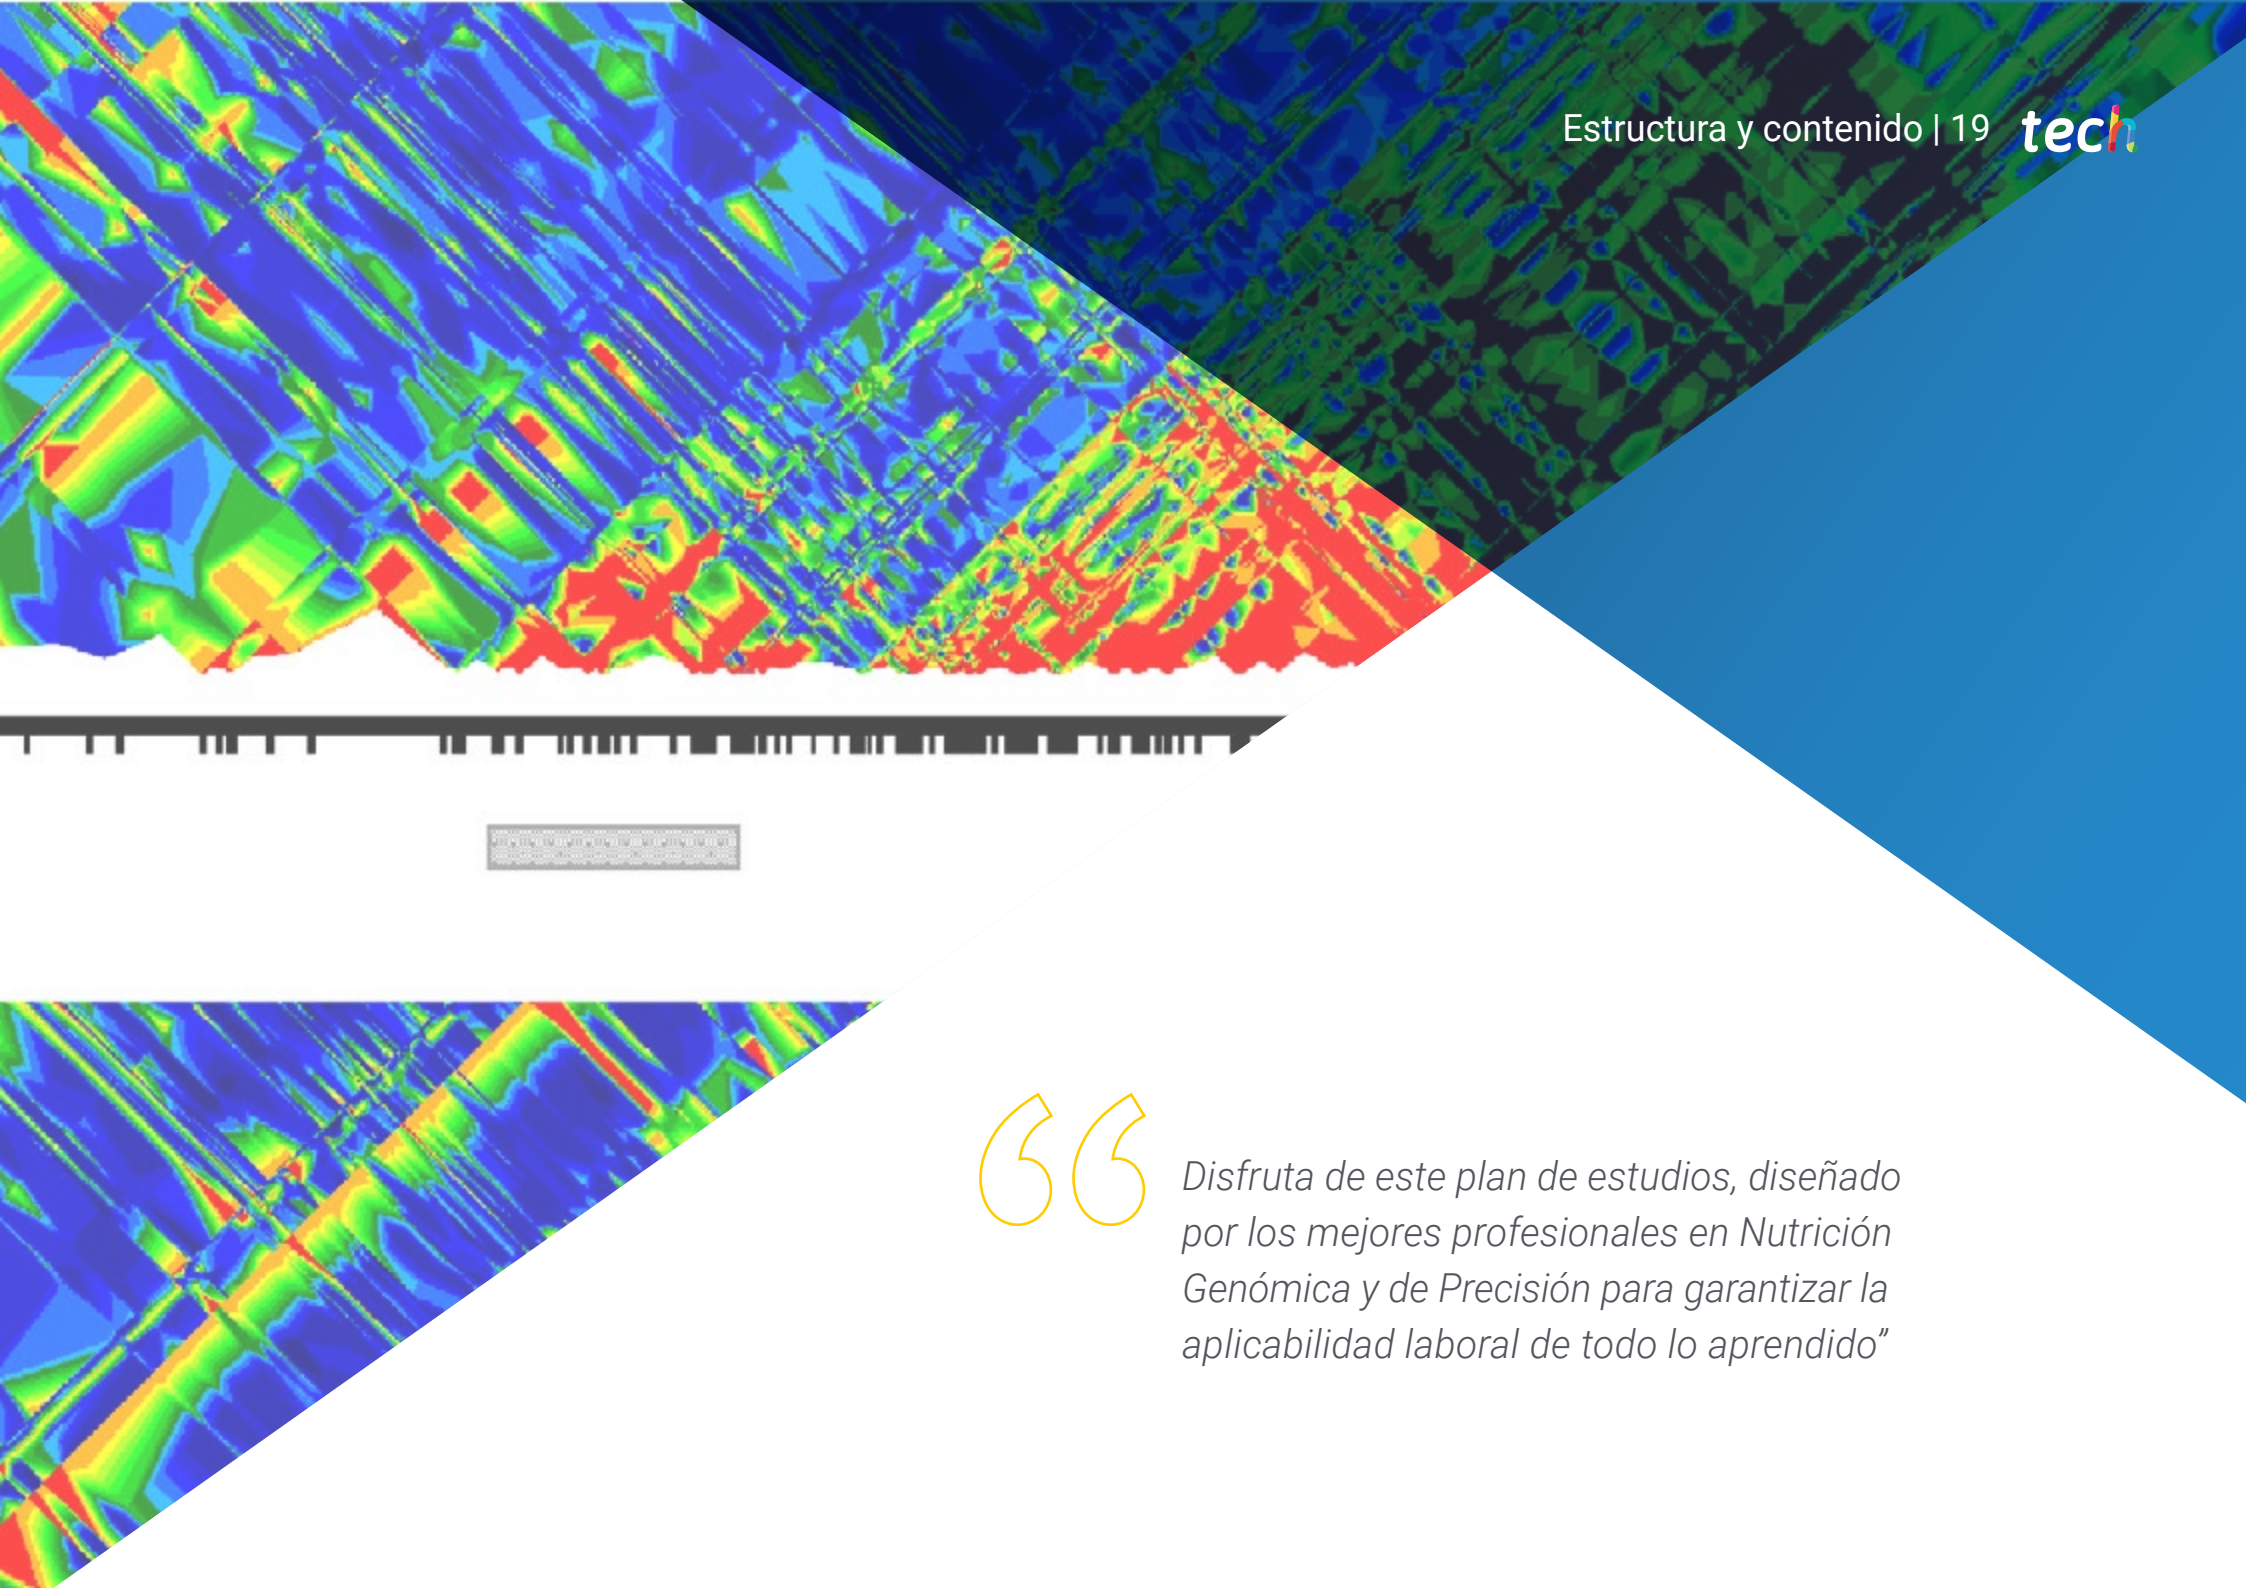 Estructura y contenido | 19 tech
Disfruta de este plan de estudios, diseñado
por los mejores profesionales en Nutrición
Genómica y de Precisión para garantizar la
aplicabilidad laboral de todo lo aprendido”